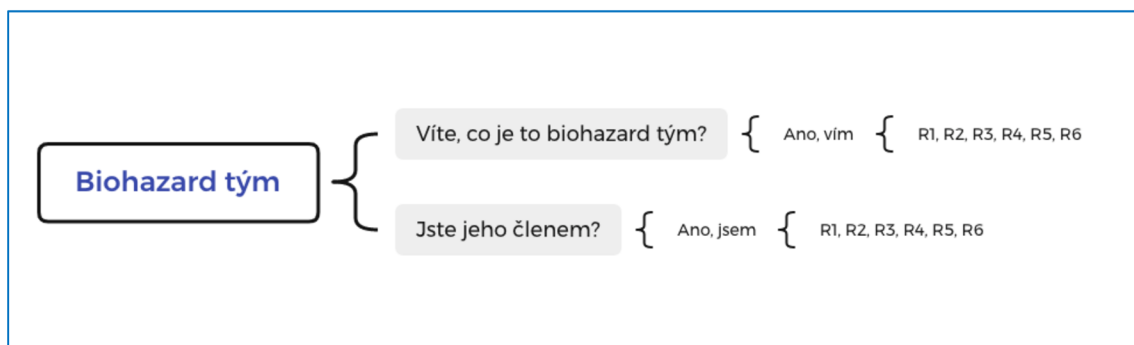 Biohazard tým
Víte, co je to biohazard tým?
Ano, vím
R1, R2, R3, R4, R5, R6
Jste jeho členem?
Ano, jsem
R1, R2, R3, R4, R5, R6